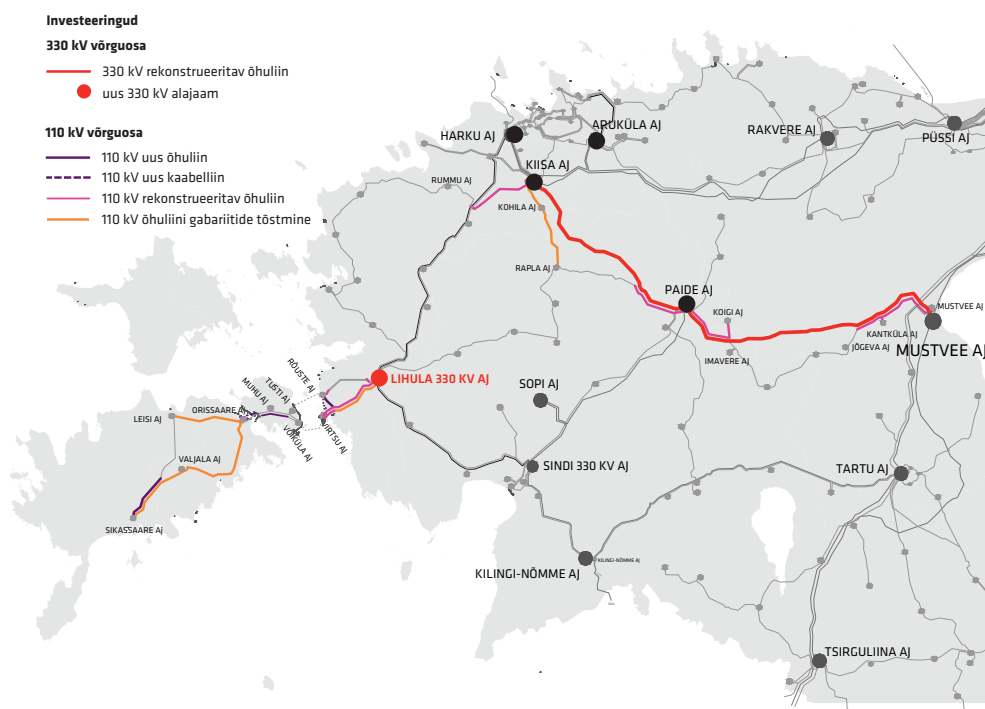 Investeeringud
330 kV võrguosa
330 kV rekonstrueeritav õhuliin
uus 330 kV alajaam
110 kV võrguosa
110 kV uus õhuliin
110 kV uus kaabelliin
110 kV rekonstrueeritav õhuliin
110 kV õhuliini gabariitide tõstmine
HARKU AJ
ARUKÜLA AJ
RAKVERE AJ
PÜSSI AJ
KIISA AJ
RUMMU AJ
KOHILA AJ
RAPLA AJ
PAIDE AJ
KOIGI AJ
MUSTVEE AJ
KANTKÜLA AJ
JÕGEVA AJ
MUSTVEE AJ
IMAVERE AJ
LIHULA 330 KV AJ
RÕUSTE AJ
TUSTI AJ
MUHU AJ
ORISSAARE AJ
LEISI AJ
VIRTSU AJ
VÕIKÜLA AJ
VALJALA AJ
SIKASSAARE Aj
SOPI AJ
SINDI 330 KV AJ
TARTU AJ
KILINGI-NÕMME AJ
KILINGI-NÕMME AJ
TSIRGULIINA AJ